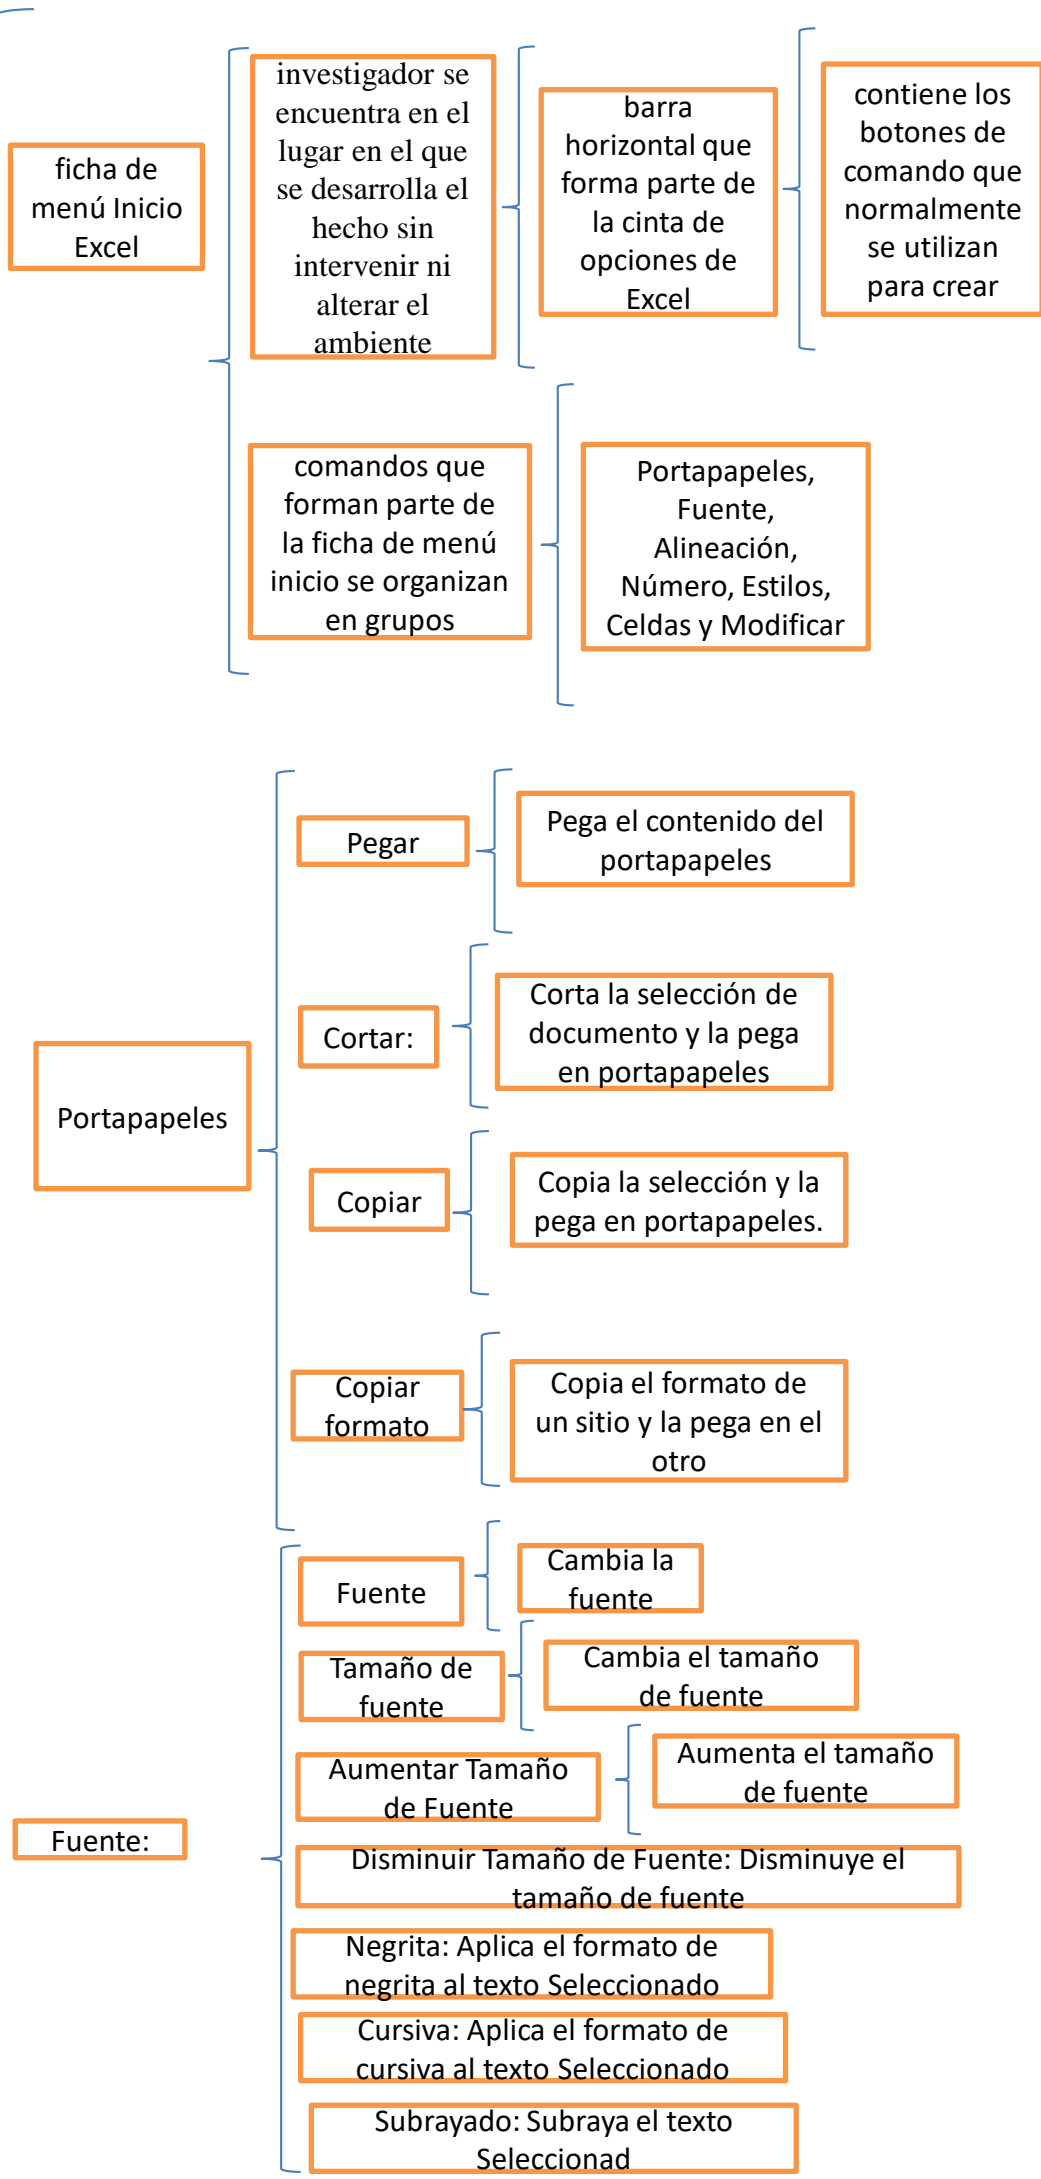 ficha de
menú Inicio
Excel
investigador se
encuentra en el
lugar en el que
se desarrolla el
hecho sin
intervenir ni
alterar el
ambiente
barra
horizontal que
forma parte de
la cinta de
opciones de
Excel
contiene los
botones de
comando que
normalmente
se utilizan
para crear
comandos que
forman parte de
la ficha de menú
inicio se organizan
en grupos
Portapapeles,
Fuente,
Alineación,
Número, Estilos,
Celdas y Modificar
Portapapeles
Pegar
Pega el contenido del
portapapeles
Cortar:
Corta la selección de
documento y la pega
en portapapeles
Copiar
Copia la selección y la
pega en portapapeles.
Copiar
formato
Copia el formato de
un sitio y la pega en el
otro
Fuente:
Fuente
Cambia la
fuente
Tamaño de
fuente
Cambia el tamaño
de fuente
Aumentar Tamaño
de Fuente
Aumenta el tamaño
de fuente
Disminuir Tamaño de Fuente: Disminuye el
tamaño de fuente
Negrita: Aplica el formato de
negrita al texto Seleccionado
Cursiva: Aplica el formato de
cursiva al texto Seleccionado
Subrayado: Subraya el texto
Seleccionad